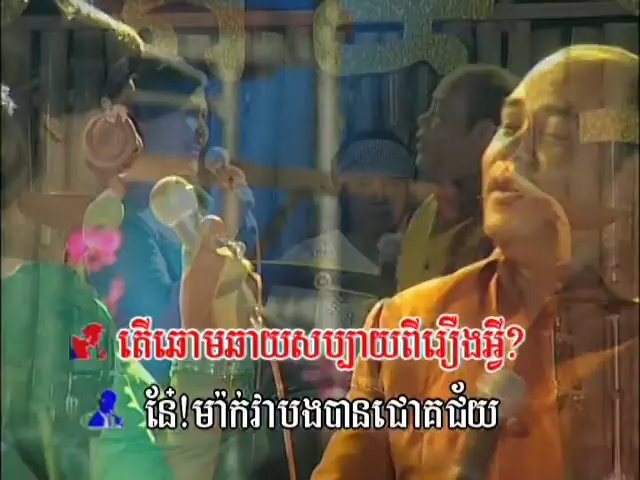 តើឆោមឆាយសប្បាយពីរឿងអ្វី?
នែ៎!ម៉ាក់វាបងបានជោគជ័យ